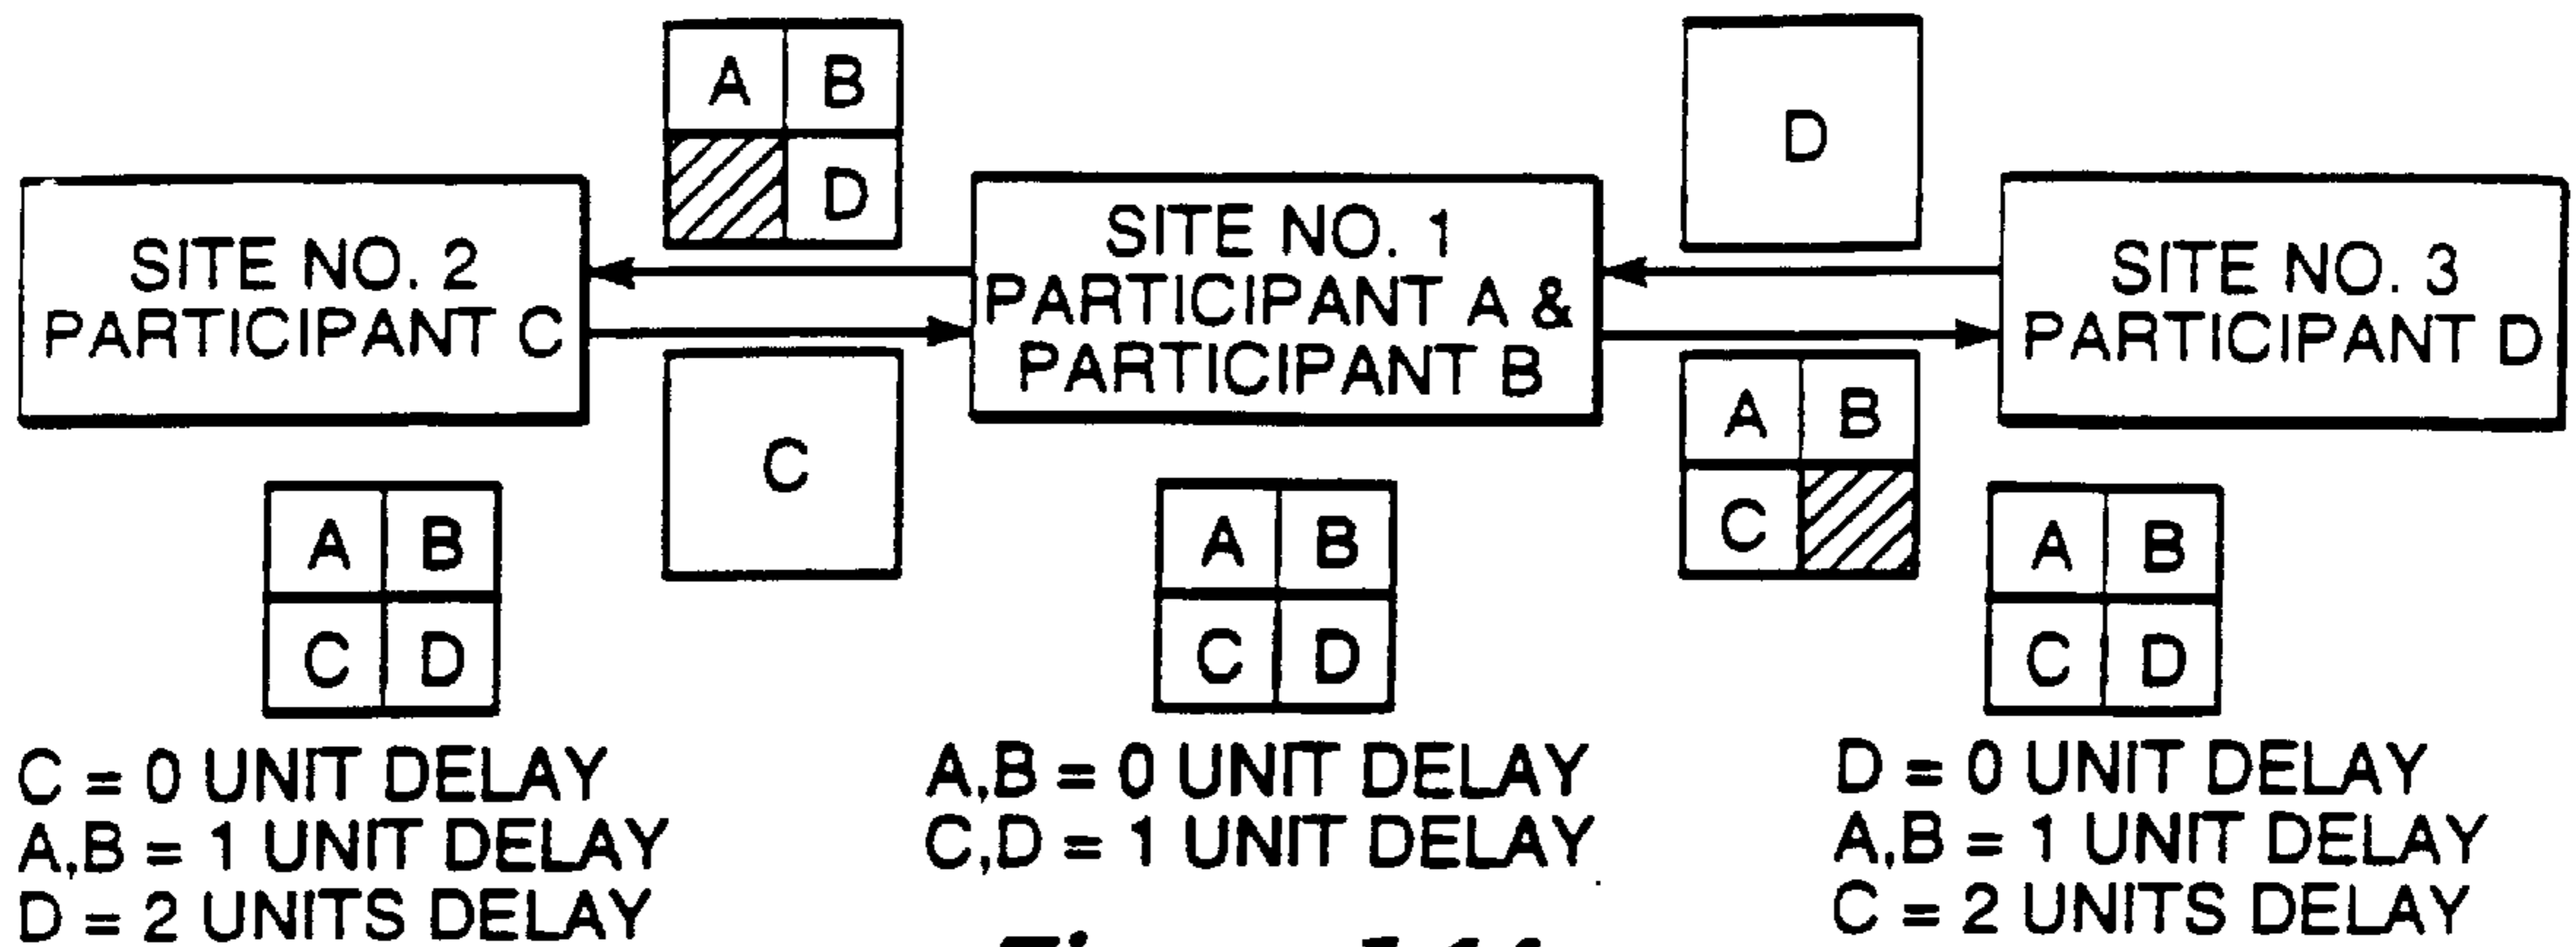 A B
D
D
SITE NO. 2
PARTICIPANT C
SITE NO. 1
PARTICIPANT A &
PARTICIPANT B
SITE NO. 3
PARTICIPANT D
C
A B
C
A B
C D
A B
C D
A B
C D
C = 0 UNIT DELAY
A,B = 1 UNIT DELAY
D = 2 UNITS DELAY
A,B = 0 UNIT DELAY
C,D = 1 UNIT DELAY
D = 0 UNIT DELAY
A,B = 1 UNIT DELAY
C = 2 UNITS DELAY